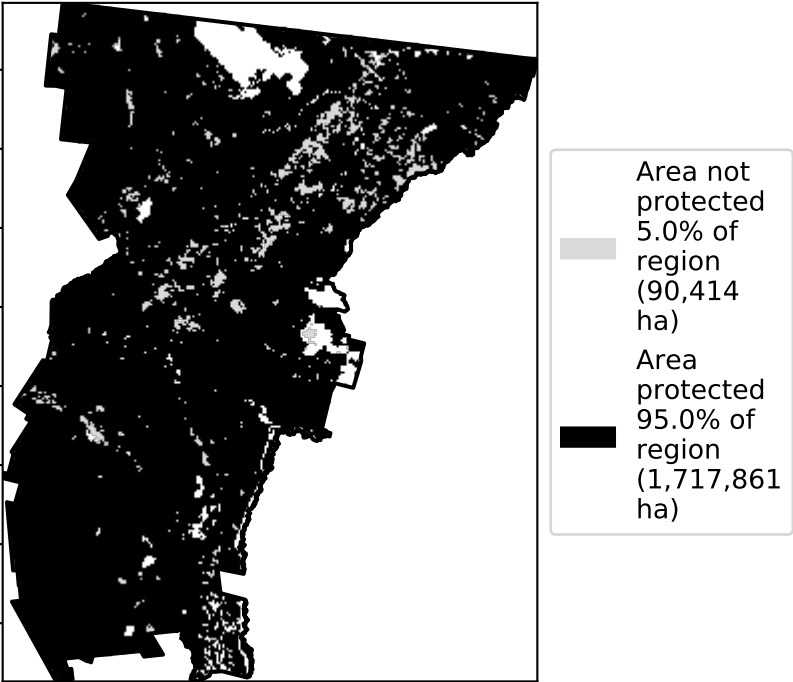 Area not
protected
5.0% of
region
(90,414
ha)
Area
protected
95.0% of
region
(1,717,861
ha)